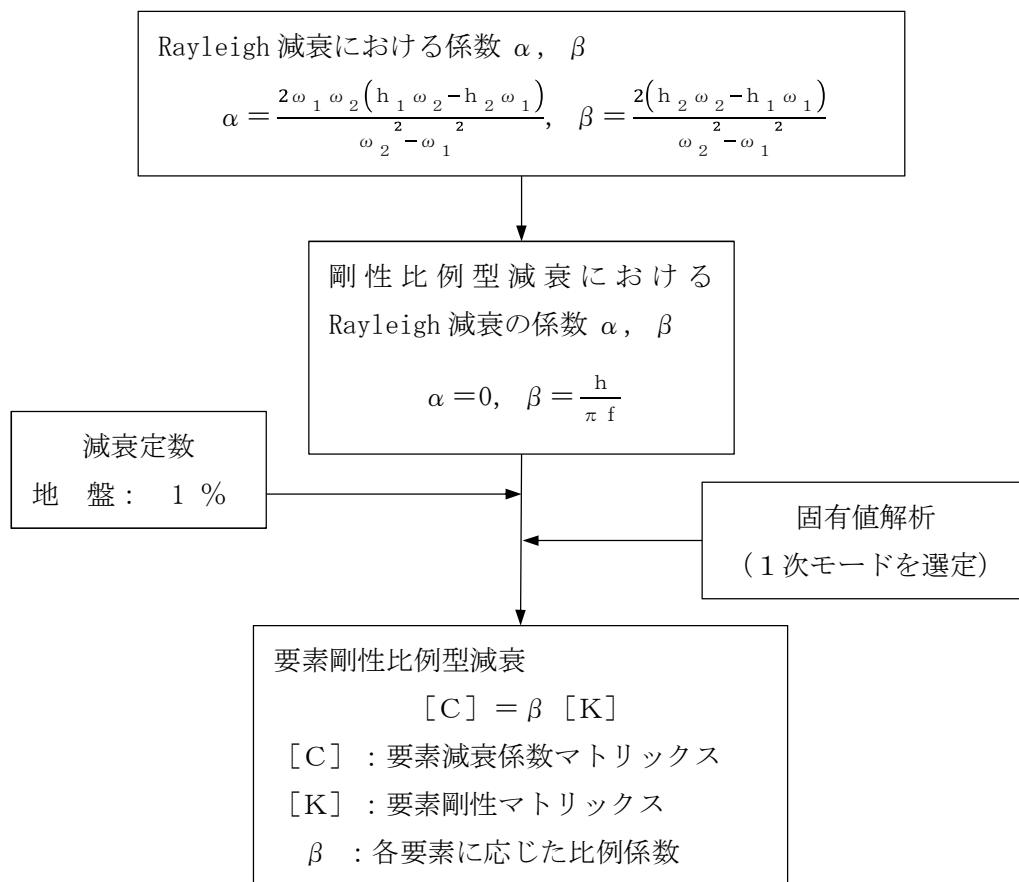 Rayleigh 減衰における係数 α, β
α＝2ω1ω2(h1ω2－h2ω1)/ω2²－ω1², β＝2(h2ω2－h1ω1)/ω2²－ω1²
剛性比例型減衰における
Rayleigh 減衰の係数 α, β
α＝0, β＝h/πf
減衰定数
地　盤： 1 ％
固有値解析
（１次モードを選定）
要素剛性比例型減衰
［Ｃ］＝β［Ｋ］
［Ｃ］：要素減衰係数マトリックス
［Ｋ］：要素剛性マトリックス
β ：各要素に応じた比例係数